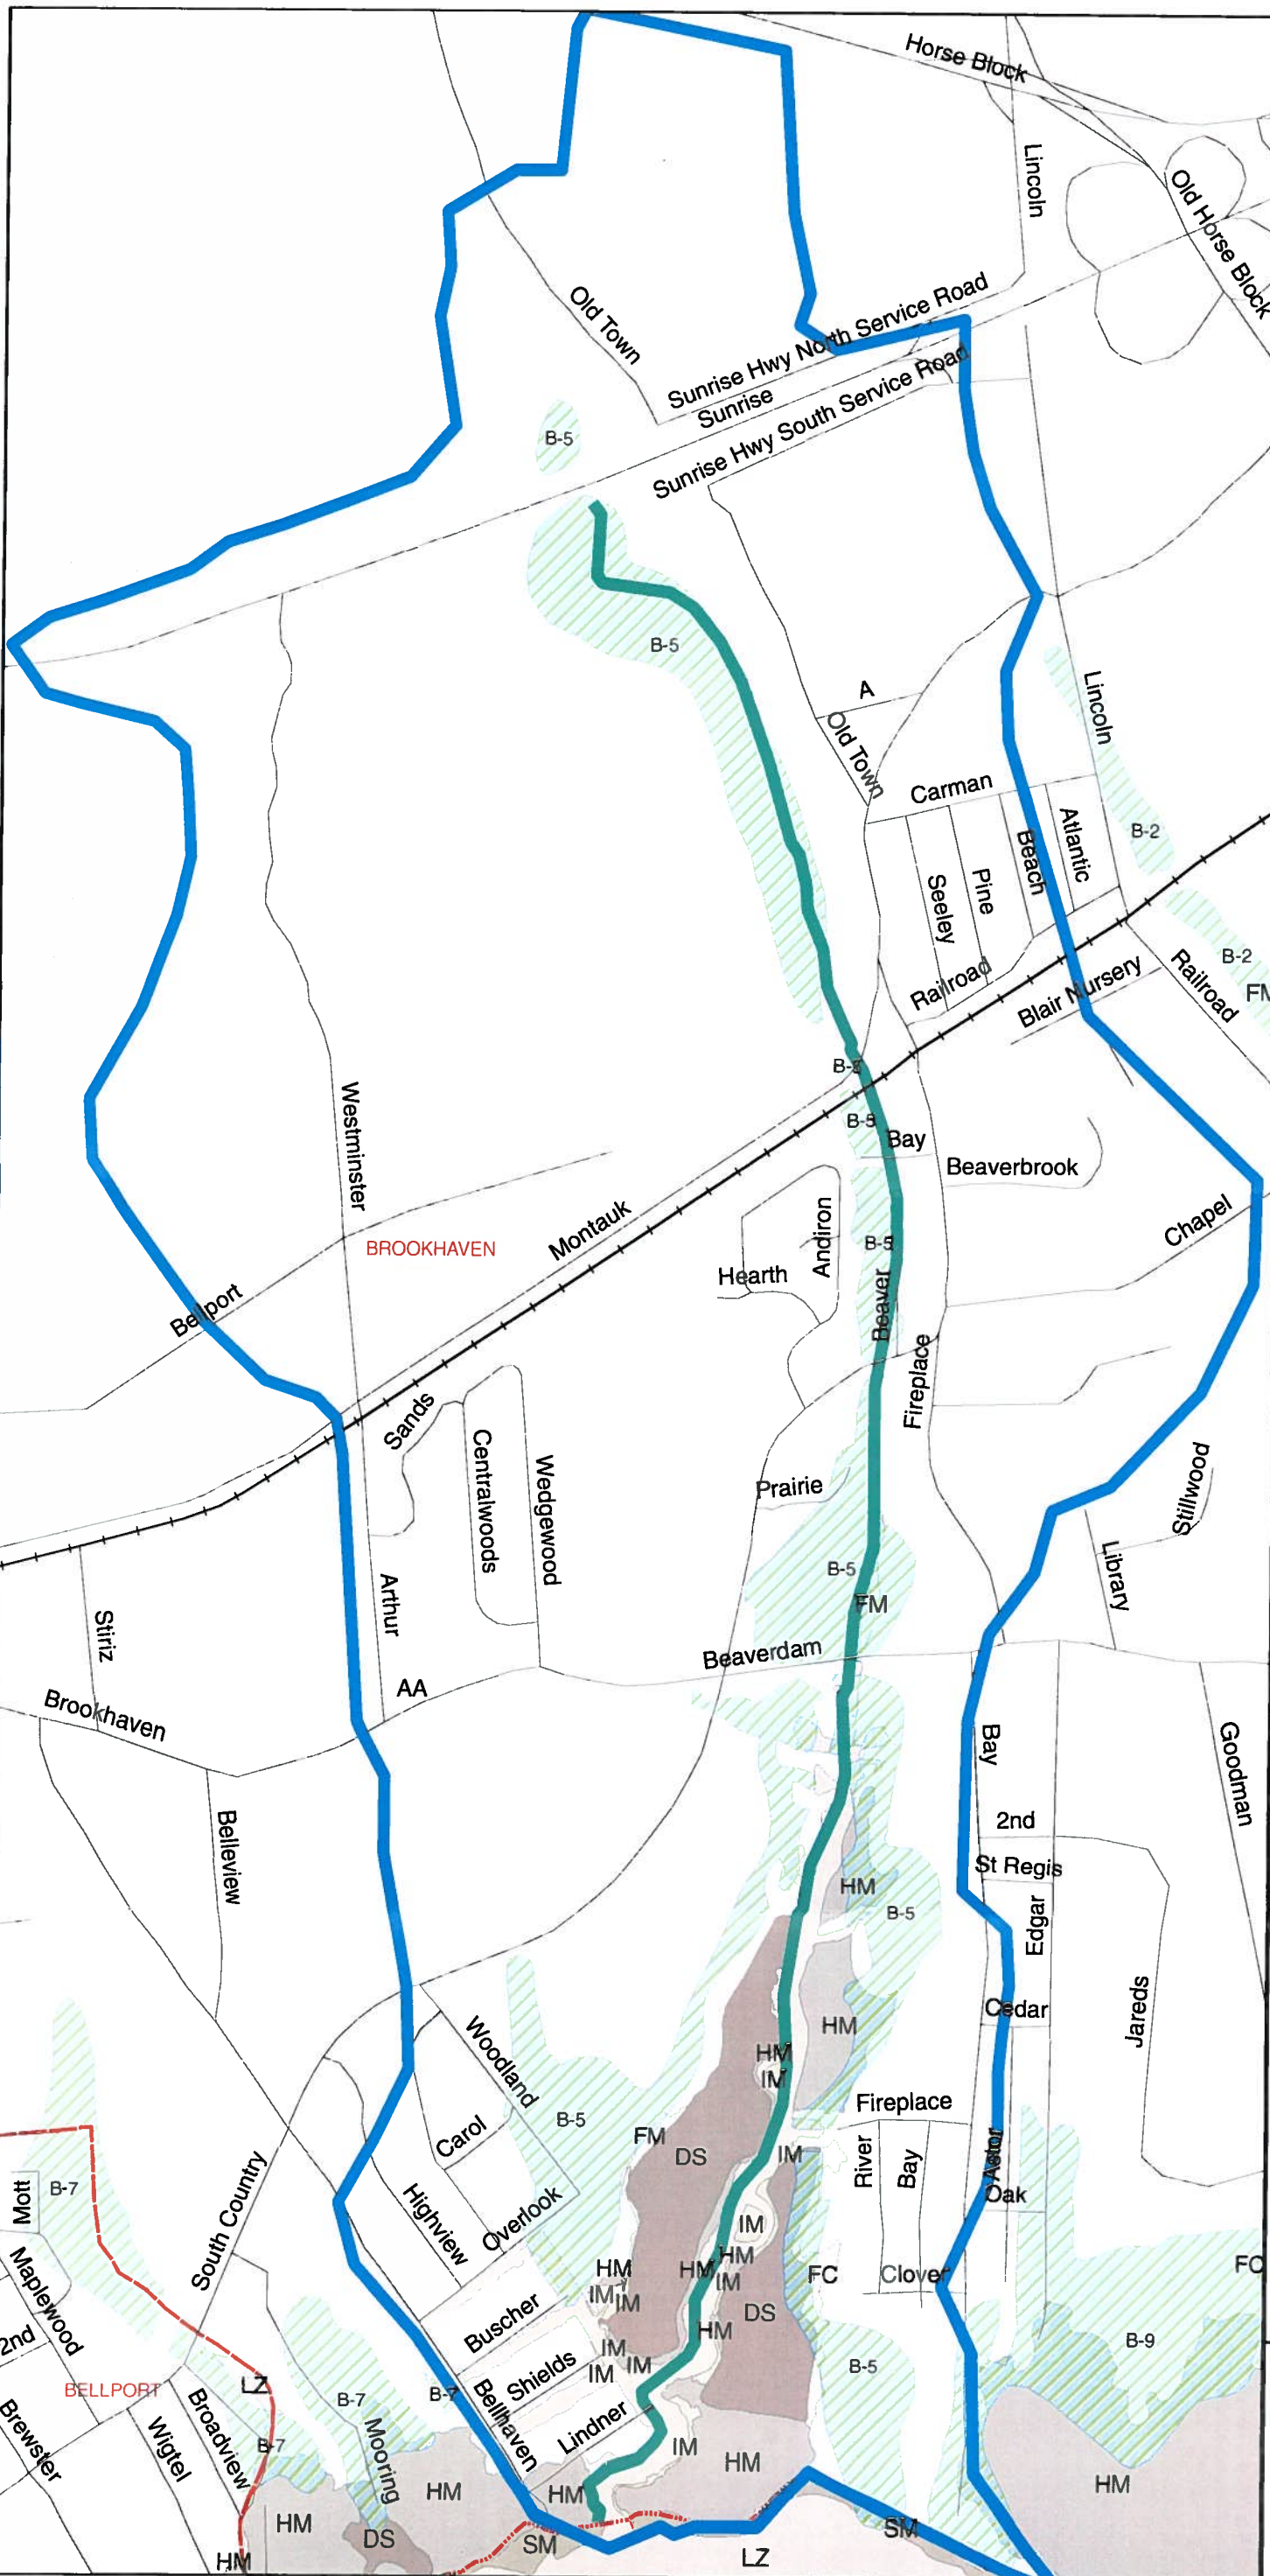 Horse Block
Lincoln
Old Horse Block
Old Town
Sunrise Hwy North Service Road
Sunrise
Sunrise Hwy South Service Road
B-5
B-5
A
Old Town
Lincoln
Carman
Atlantic
Beach
Pine
Seeley
B-2
Railroad
Blair Nursery
Railroad
B-2
FM
B-5
B-5
Bay
Westminster
Beaverbrook
BROOKHAVEN
Montauk
Andiron
Hearth
B-5
Beaver
Chapel
Bellport
Fireplace
Sands
Centralwoods
Wedgewood
Prairie
Stillwood
Library
Arthur
Stiriz
B-5
FM
Beaverdam
AA
Brookhaven
Bay
Goodman
2nd
St Regis
Belleview
HM
B-5
Edgar
Cedar
Jareds
HM
HM
IM
Woodland
Carol
B-5
FM
DS
IM
Fireplace
River
Bay
Astor
Oak
Mott
B-7
South Country
Highview
Overlook
IM
HM
HM
IM
HM
IM
IM
FC
Clover
FC
Maplewood
2nd
Buscher
DS
HM
B-9
IM
IM
IM
B-5
Shields
BELLPORT
LZ
B-7
B-7
Bellhaven
Lindner
Brewster
Wigtel
Broadview
B-7
Mooring
IM
HM
HM
HM
HM
HM
DS
SM
SM
HM
LZ